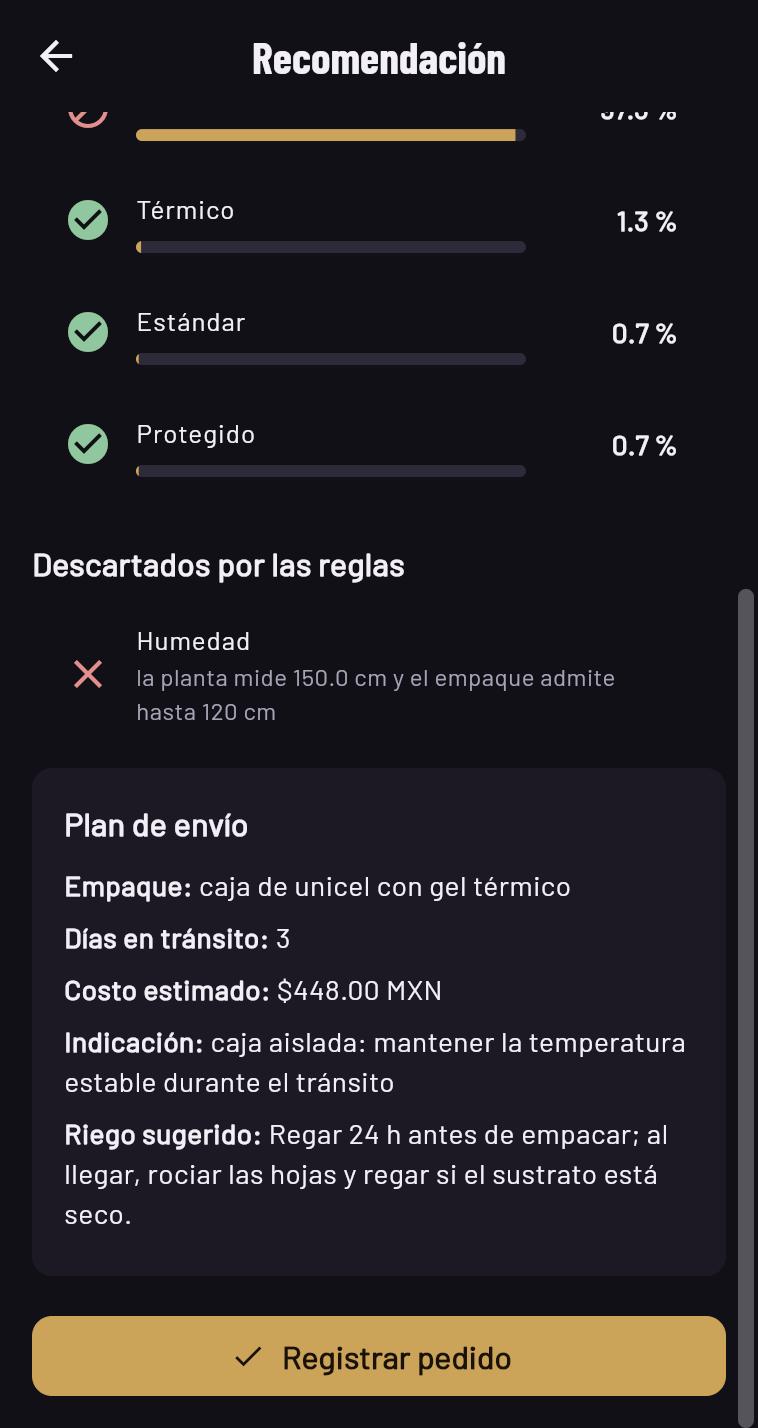 Recomendación
Térmico
1.3 %
Estándar
0.7 %
Protegido
0.7 %
Descartados por las reglas
Humedad
la planta mide 150.0 cm y el empaque admite
hasta 120 cm
Plan de envío
Empaque: caja de unicel con gel térmico
Días en tránsito: 3
Costo estimado: $448.00 MXN
Indicación: caja aislada: mantener la temperatura
estable durante el tránsito
Riego sugerido: Regar 24 h antes de empacar; al
llegar, rociar las hojas y regar si el sustrato está
seco.
Registrar pedido